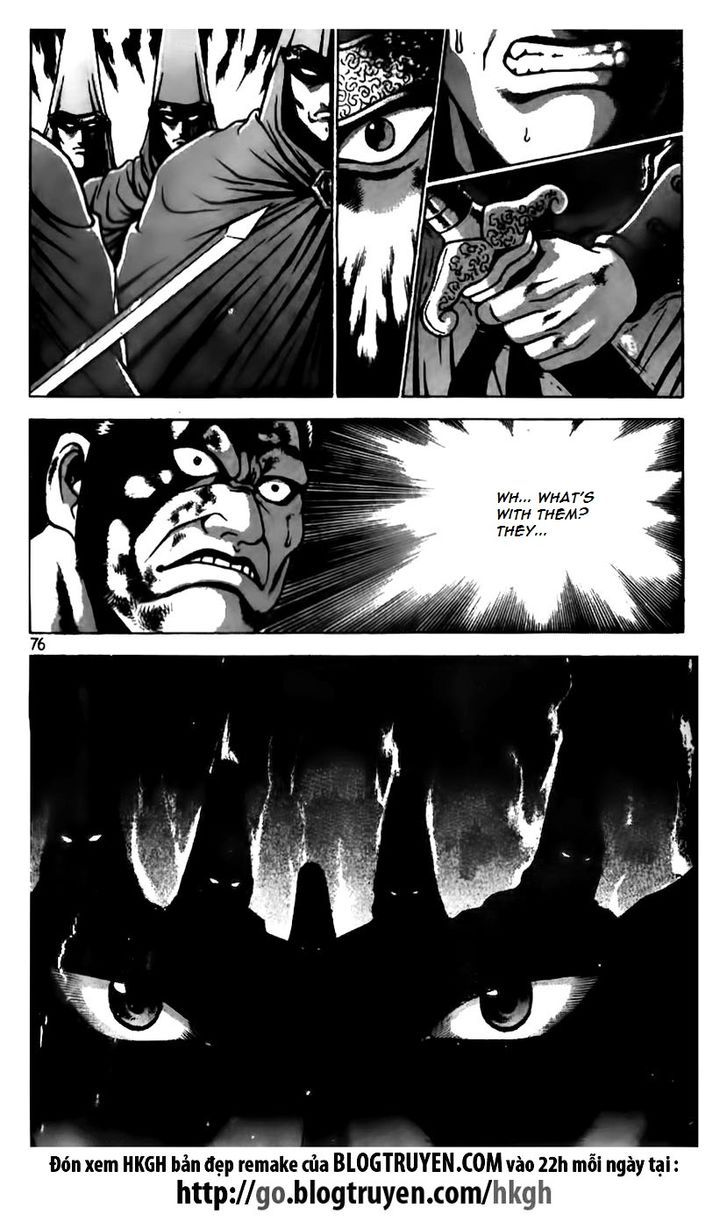 WH... WHAT'S
WITH THEM?
THEY...
76
Đón xem HKGH bản đẹp remake của BLOGTRUYEN.COM vào 22h mỗi ngày tại :
http://go.blogtruyen.com/hkgh